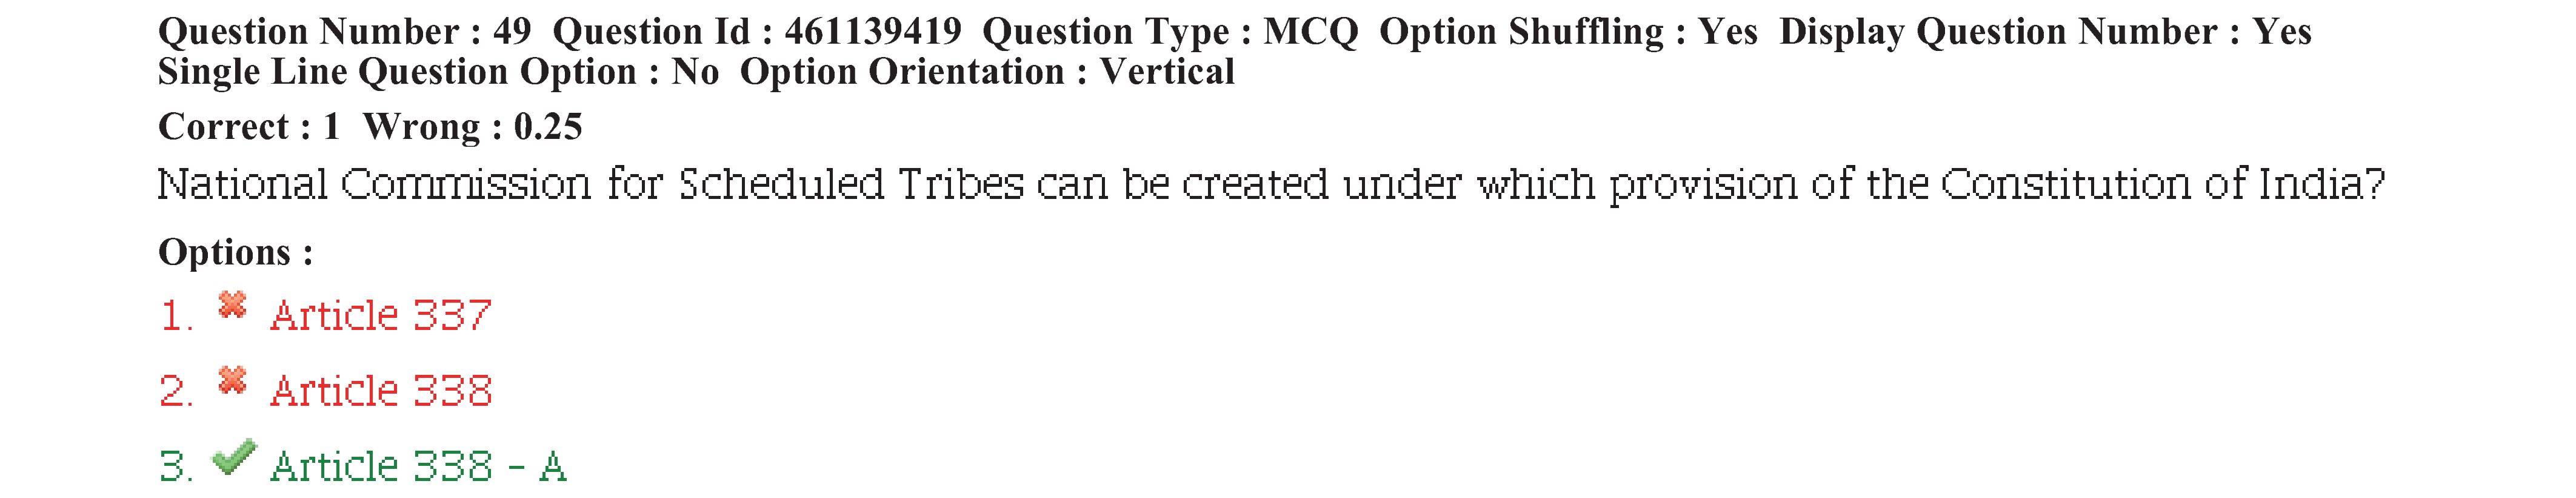 Question Number : 49 Question Id : 461139419 Question Type : MCQ Option Shuffling : Yes Display Question Number : Yes
Single Line Question Option : No Option Orientation : Vertical
Correct : 1 Wrong : 0.25
National Commission for Scheduled Tribes can be created under which provision of the Constitution of India?
Options :
1. Article 337
2. Article 338
3. Article 338 - A